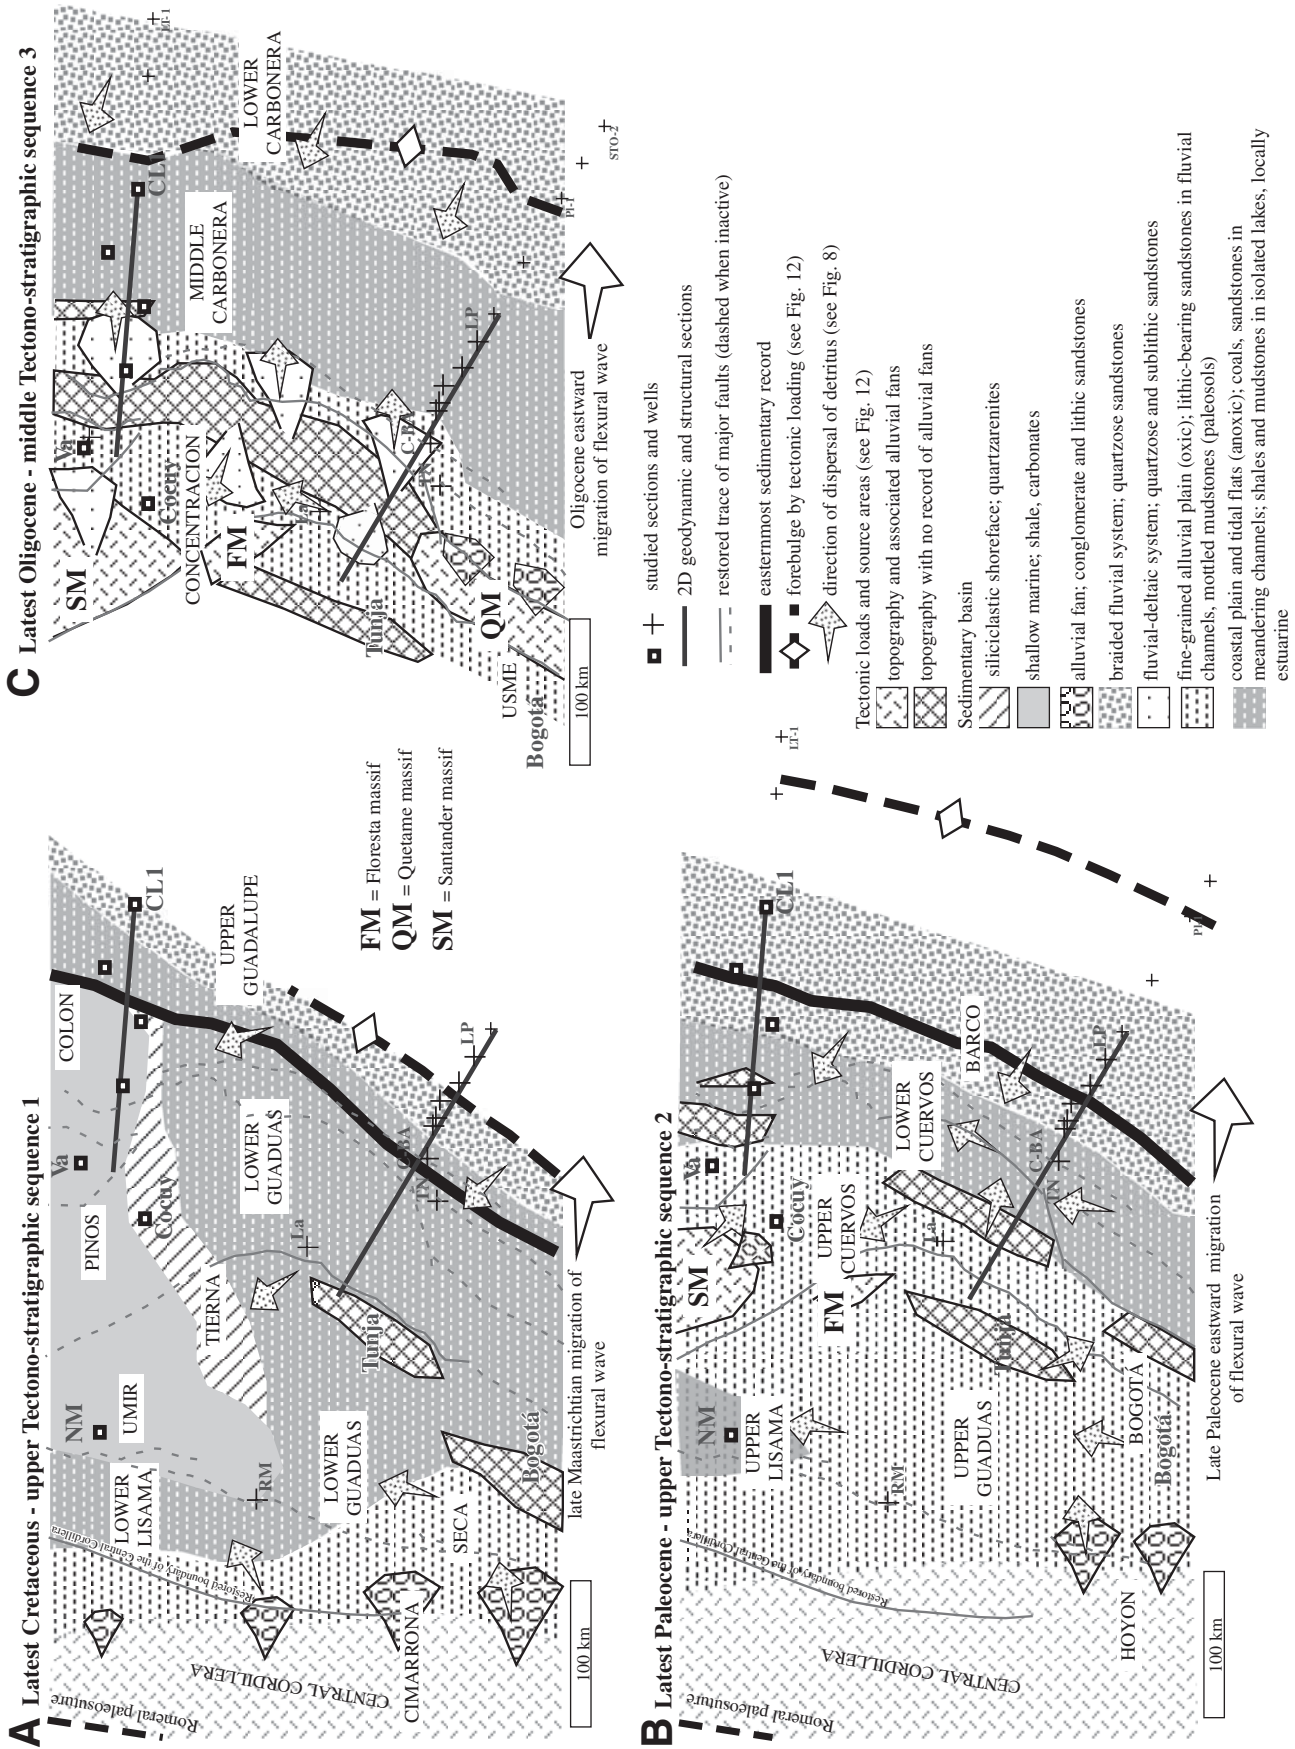 A Latest Cretaceous - upper Tectono-stratigraphic sequence 1
Romeral paleosuture
CENTRAL CORDILLERA
Restored boundary of the Central Cordillera
CIMARRONA
SECA
LOWER
LISAMA
UMIR
NM
RM
LOWER
GUADUAS
Bogotá
Tunja
TIERNA
PINOS
COLON
Va
Cocuy
La
LOWER
GUADUAS
UPPER
GUADALUPE
CL1
TN
C-BA
LP
100 km
late Maastrichtian migration of
flexural wave
FM = Floresta massif
QM = Quetame massif
SM = Santander massif
B Latest Paleocene - upper Tectono-stratigraphic sequence 2
Romeral paleosuture
CENTRAL CORDILLERA
Restored boundary of the Central Cordillera
HOYON
NM
UPPER
LISAMA
RM
UPPER
GUADUAS
BOGOTÁ
Bogotá
Tunja
SM
FM
Va
Cocuy
UPPER
CUERVOS
La
LOWER
CUERVOS
BARCO
CL1
TN
C-BA
LP
LT-1
PI-1
100 km
Late Paleocene eastward migration
of flexural wave
C Latest Oligocene - middle Tectono-stratigraphic sequence 3
SM
FM
QM
Va
Cocuy
CONCENTRACION
La
Tunja
USME
Bogotá
TN
C-BA
LP
MIDDLE
CARBONERA
LOWER
CARBONERA
CL1
LT-1
PI-1
STO-2
100 km
Oligocene eastward
migration of flexural wave
studied sections and wells
2D geodynamic and structural sections
restored trace of major faults (dashed when inactive)
easternmost sedimentary record
forebulge by tectonic loading (see Fig. 12)
direction of dispersal of detritus (see Fig. 8)
Tectonic loads and source areas (see Fig. 12)
topography and associated alluvial fans
topography with no record of alluvial fans
Sedimentary basin
siliciclastic shoreface; quartzarenites
shallow marine; shale, carbonates
alluvial fan; conglomerate and lithic sandstones
braided fluvial system; quartzose sandstones
fluvial-deltaic system; quartzose and sublithic sandstones
fine-grained alluvial plain (oxic); lithic-bearing sandstones in fluvial
channels, mottled mudstones (paleosols)
coastal plain and tidal flats (anoxic); coals, sandstones in
meandering channels; shales and mudstones in isolated lakes, locally
estuarine